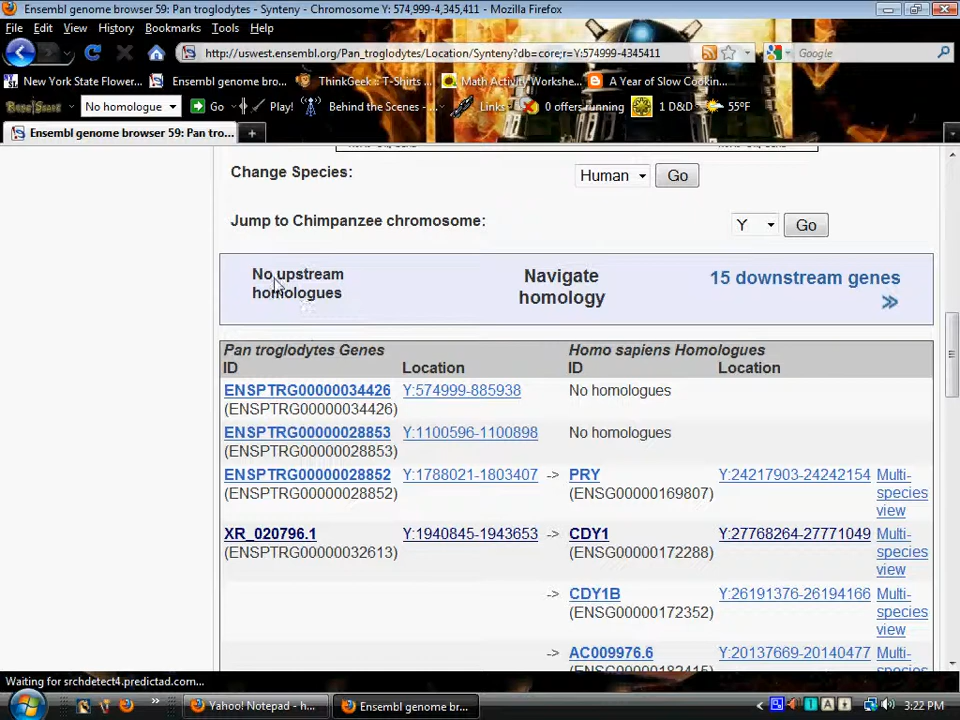 Ensembl genome browser 59: Pan troglodytes - Synteny - Chromosome Y: 574,999-4,345,411 - Mozilla Firefox
File Edit View History Bookmarks Tools Help
http://uswest.ensembl.org/Pan_troglodytes/Location/Synteny?db=core;r=Y:574999-4345411
Google
New York State Flower... Ensembl genome bro... ThinkGeek :: T-Shirts ... Math Activity Workshe... A Year of Slow Cookin...
No homologue Go Play! Behind the Scenes - ... Links 0 offers running 1 D&D 55°F
Ensembl genome browser 59: Pan tro...
Change Species: Human Go
Jump to Chimpanzee chromosome: Y Go
No upstream homologues
Navigate homology
15 downstream genes
Pan troglodytes Genes Homo sapiens Homologues
ID Location ID Location
ENSPTRG00000034426 Y:574999-885938 No homologues
(ENSPTRG00000034426)
ENSPTRG00000028853 Y:1100596-1100898 No homologues
(ENSPTRG00000028853)
ENSPTRG00000028852 Y:1788021-1803407 -> PRY Y:24217903-24242154 Multi-
(ENSPTRG00000028852) (ENSG00000169807) species
view
XR_020796.1 Y:1940845-1943653 -> CDY1 Y:27768264-27771049 Multi-
(ENSPTRG00000032613) (ENSG00000172288) species
view
-> CDY1B Y:26191376-26194166 Multi-
(ENSG00000172352) species
view
-> AC009976.6 Y:20137669-20140477 Multi-
(ENSG00000182415) species
Waiting for srchdetect4.predictad.com...
Yahoo! Notepad - h... Ensembl genome br... 3:22 PM